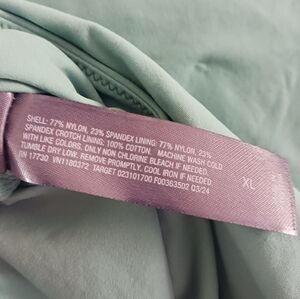 SHELL: 77% NYLON, 23% SPANDEX LINING: 77% NYLON, 23%
SPANDEX CROTCH LINING: 100% COTTON. MACHINE WASH COLD
WITH LIKE COLORS. ONLY NON CHLORINE BLEACH IF NEEDED.
TUMBLE DRY LOW. REMOVE PROMPTLY. COOL IRON IF NEEDED
RN 17730 VN1180372 TARGET 023101700 F00363502 Q3/24
XL